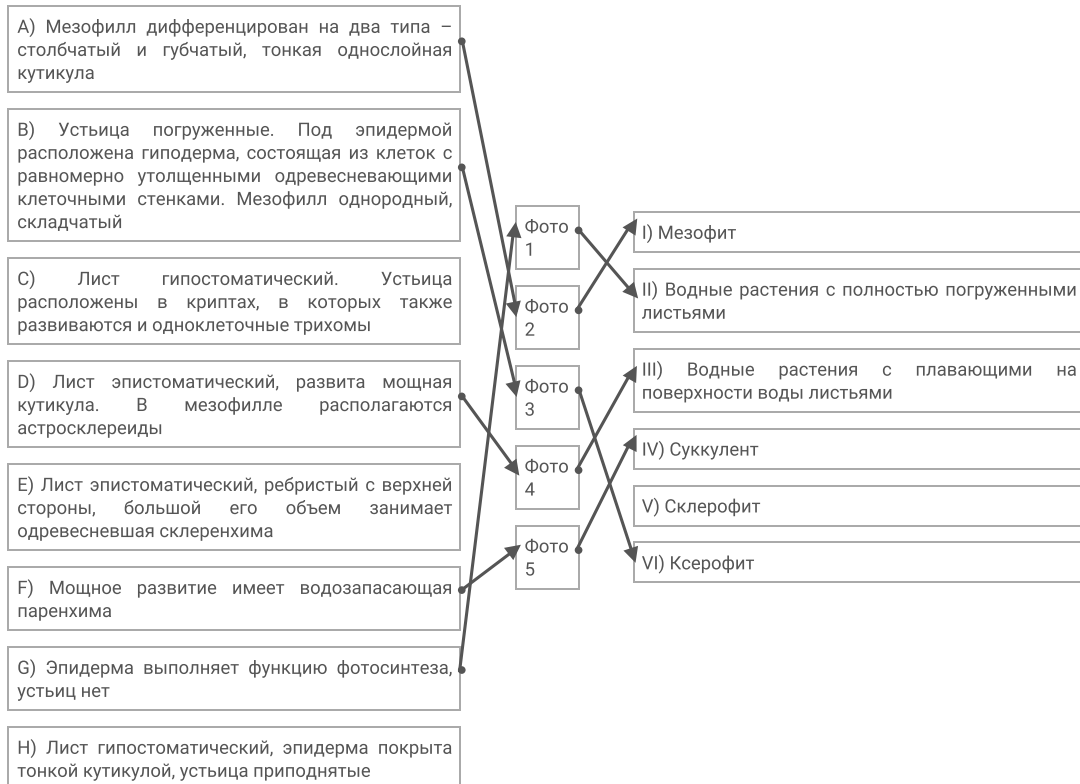 A) Мезофилл дифференцирован на два типа –
столбчатый и губчатый, тонкая однослойная
кутикула
B) Устьица погруженные. Под эпидермой
расположена гиподерма, состоящая из клеток с
равномерно утолщенными одревесневающими
клеточными стенками. Мезофилл однородный,
складчатый
C) Лист гипостоматический. Устьица
расположены в криптах, в которых также
развиваются и одноклеточные трихомы
D) Лист эпистоматический, развита мощная
кутикула. В мезофилле располагаются
астросклереиды
E) Лист эпистоматический, ребристый с верхней
стороны, большой его объем занимает
одревесневшая склеренхима
F) Мощное развитие имеет водозапасающая
паренхима
G) Эпидерма выполняет функцию фотосинтеза,
устьиц нет
H) Лист гипостоматический, эпидерма покрыта
тонкой кутикулой, устьица приподнятые
Фото
1
Фото
2
Фото
3
Фото
4
Фото
5
I) Мезофит
II) Водные растения с полностью погруженными
листьями
III) Водные растения с плавающими на
поверхности воды листьями
IV) Суккулент
V) Склерофит
VI) Ксерофит